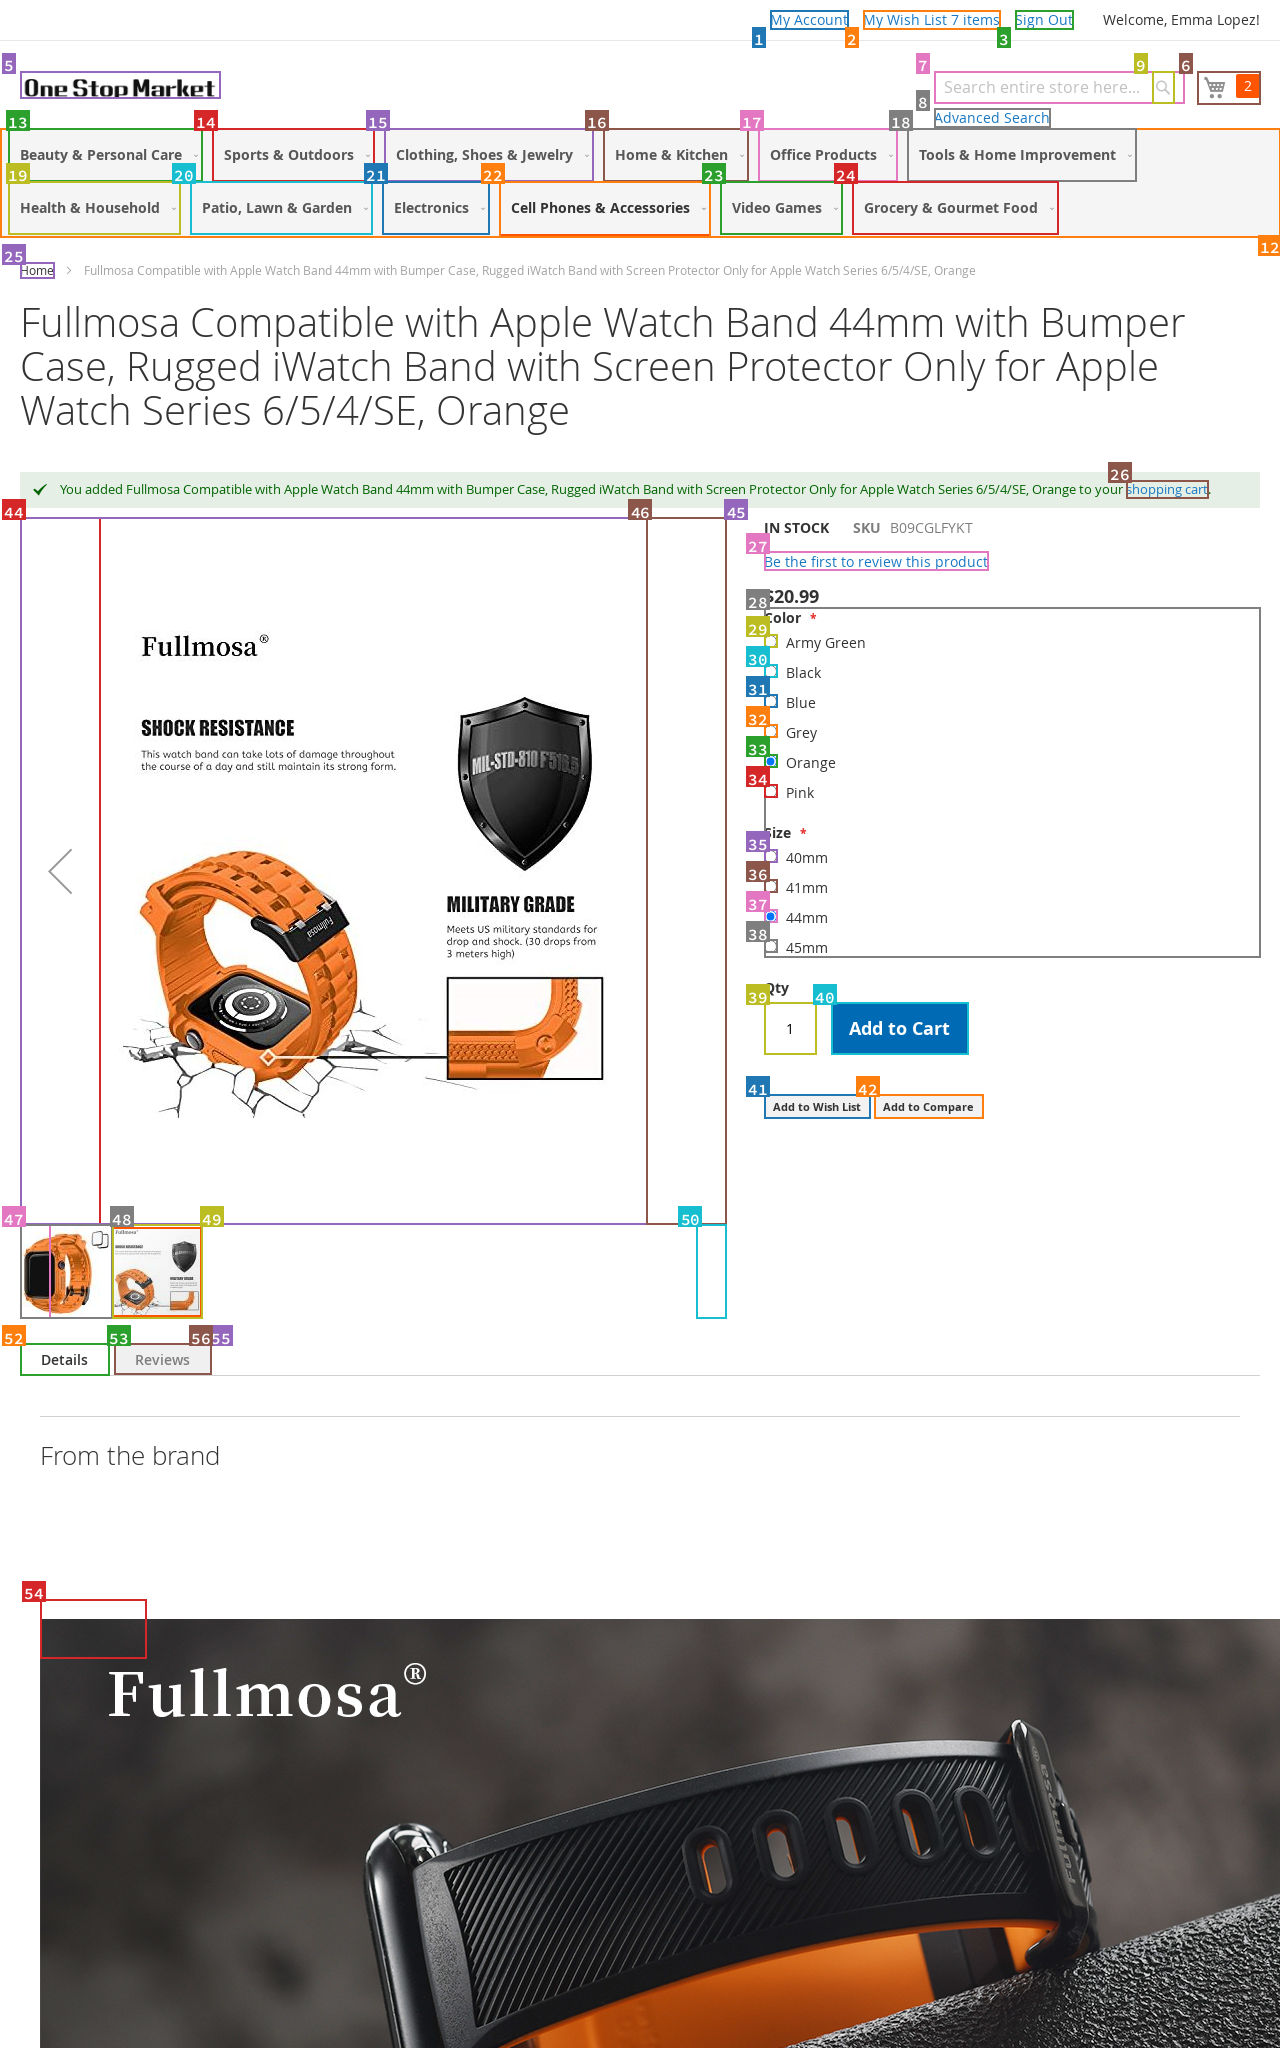 My Account
My Wish List 7 items
Sign Out
Welcome, Emma Lopez!
1
2
3
5
7
9
6
One Stop Market
Search entire store here...
2
8
Advanced Search
13
14
15
16
17
18
Beauty & Personal Care
Sports & Outdoors
Clothing, Shoes & Jewelry
Home & Kitchen
Office Products
Tools & Home Improvement
19
20
21
22
23
24
Health & Household
Patio, Lawn & Garden
Electronics
Cell Phones & Accessories
Video Games
Grocery & Gourmet Food
25
12
Home
Fullmosa Compatible with Apple Watch Band 44mm with Bumper Case, Rugged iWatch Band with Screen Protector Only for Apple Watch Series 6/5/4/SE, Orange
Fullmosa Compatible with Apple Watch Band 44mm with Bumper
Case, Rugged iWatch Band with Screen Protector Only for Apple
Watch Series 6/5/4/SE, Orange
26
You added Fullmosa Compatible with Apple Watch Band 44mm with Bumper Case, Rugged iWatch Band with Screen Protector Only for Apple Watch Series 6/5/4/SE, Orange to your shopping cart.
44
46
45
IN STOCK SKU B09CGLFYKT
27
Be the first to review this product
28
$20.99
Color *
29
Army Green
30
Black
31
Blue
32
Grey
33
Orange
34
Pink
Size *
35
40mm
36
41mm
37
44mm
38
45mm
Qty
39
40
1
Add to Cart
41
42
Add to Wish List
Add to Compare
Fullmosa®
SHOCK RESISTANCE
This watch band can take lots of damage throughout
the course of a day and still maintain its strong form.
MIL-STD-810 F516.5
MILITARY GRADE
Meets US military standards for
drop and shock. (30 drops from
3 meters high)
Fullmosa
47
48
49
50
Fullmosa
SHOCK RESISTANCE
MILITARY GRADE
52
53
56
55
Details
Reviews
From the brand
54
Fullmosa®
Fullmosa®